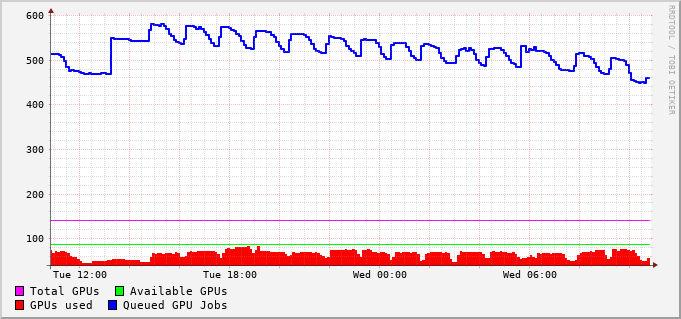 600
500
400
300
200
100
Tue 12:00 Tue 18:00 Wed 00:00 Wed 06:00
Total GPUs Available GPUs
GPUs used Queued GPU Jobs
RRDTOOL / TOBI OETIKER